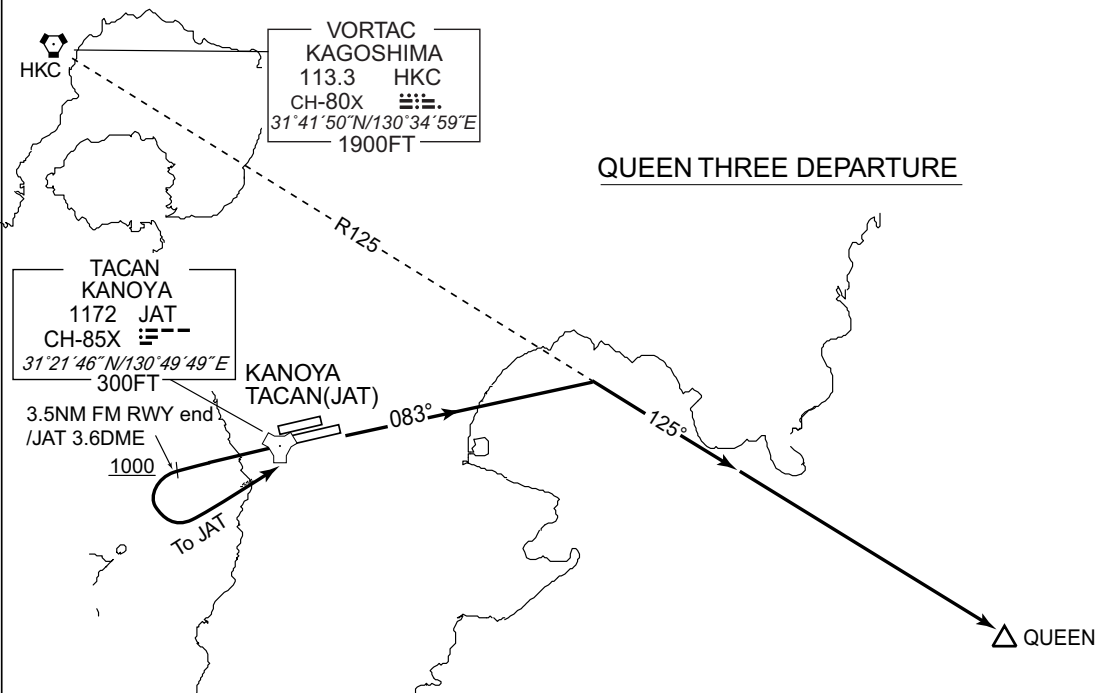 VORTAC
KAGOSHIMA
113.3 HKC
CH-80X
31°41′50″N/130°34′59″E
1900FT
HKC
QUEEN THREE DEPARTURE
R125
TACAN
KANOYA
1172 JAT
CH-85X
31°21′46″N/130°49′49″E
300FT
KANOYA
TACAN(JAT)
3.5NM FM RWY end
/JAT 3.6DME
1000
083°
125°
To JAT
QUEEN